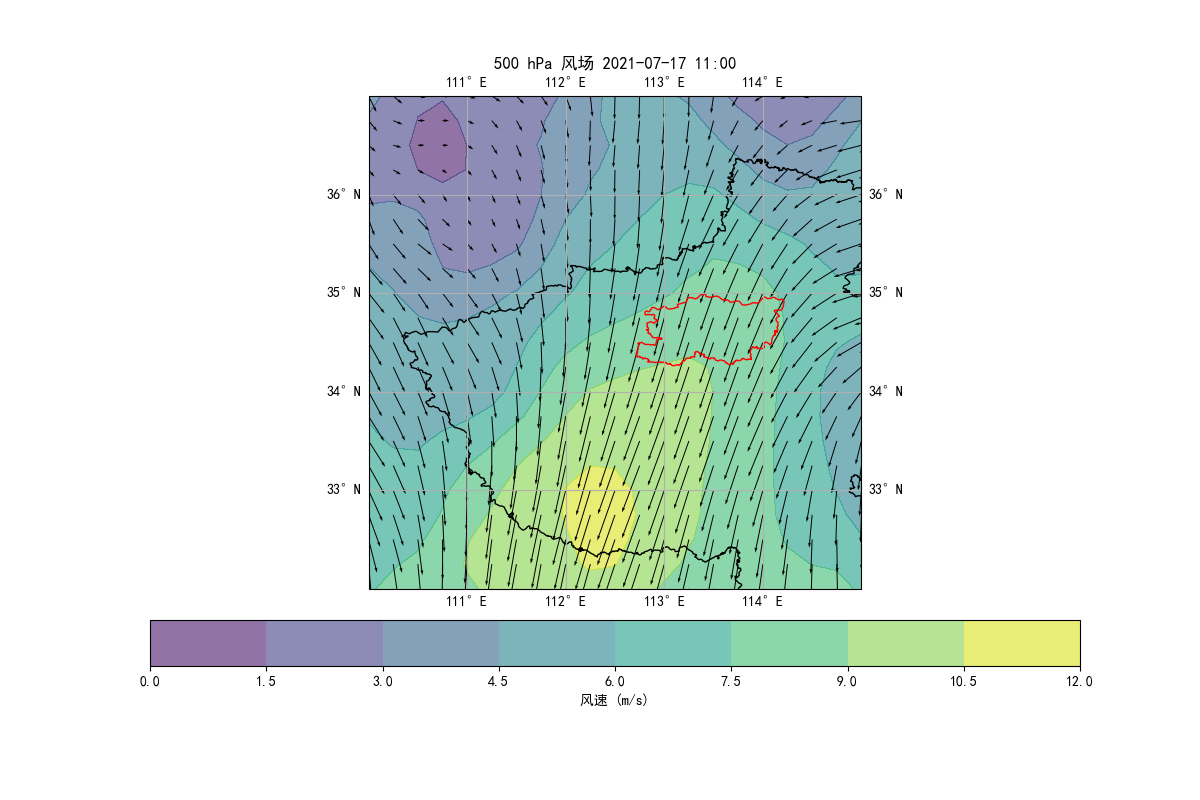 500 hPa 风场 2021-07-17 11:00
111° E 112° E 113° E 114° E
36° N 36° N
35° N 35° N
34° N 34° N
33° N 33° N
111° E 112° E 113° E 114° E
0.0 1.5 3.0 4.5 6.0 7.5 9.0 10.5 12.0
风速 (m/s)